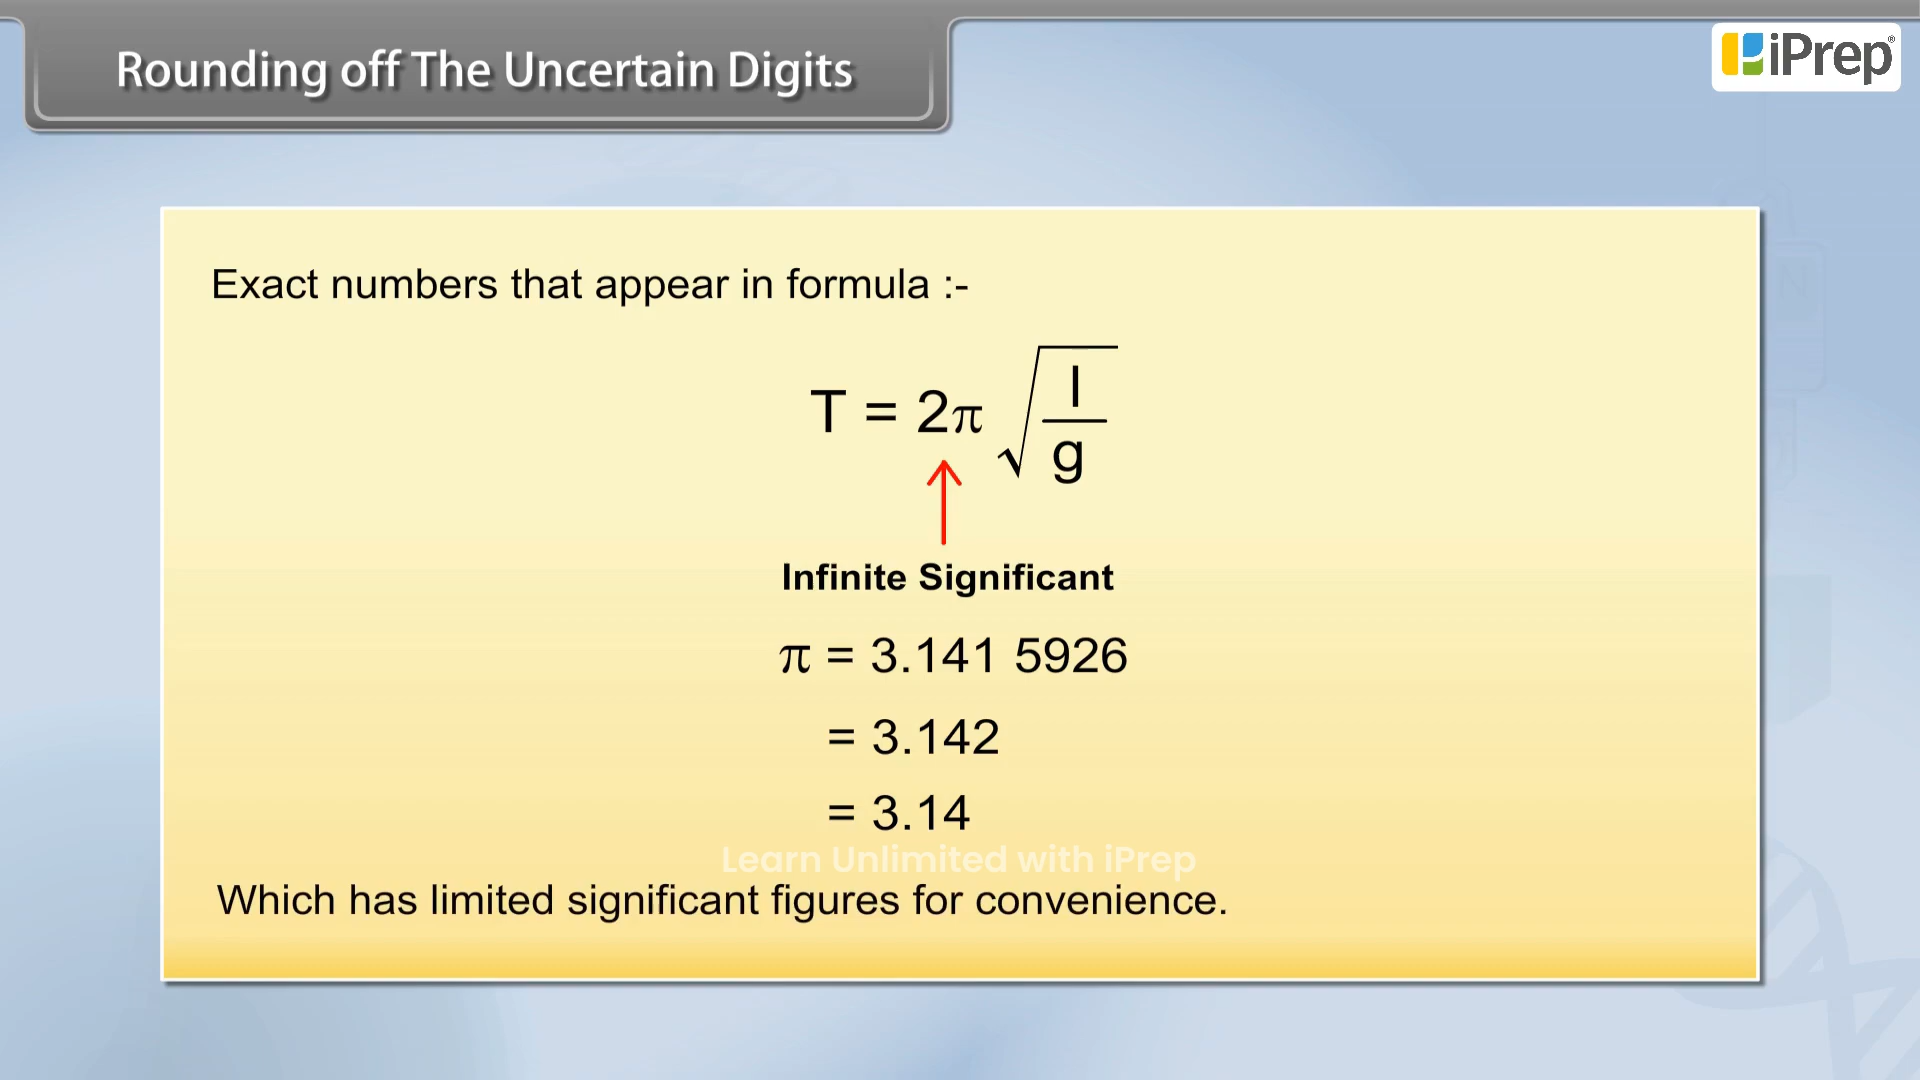 Rounding off The Uncertain Digits
iPrep®
Exact numbers that appear in formula :-
T = 2π √ l / g
Infinite Significant
π = 3.141 5926
= 3.142
= 3.14
Learn Unlimited with iPrep
Which has limited significant figures for convenience.